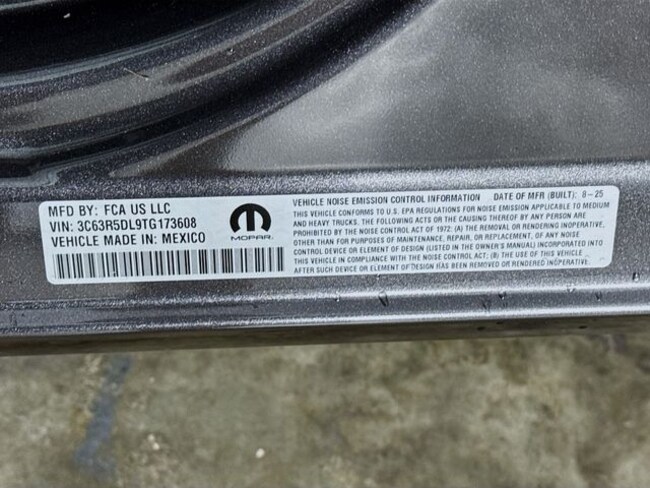 MFD BY: FCA US LLC
VIN: 3C63R5DL9TG173608
VEHICLE MADE IN: MEXICO
MOPAR.
VEHICLE NOISE EMISSION CONTROL INFORMATION DATE OF MFR (BUILT): 8-25
THIS VEHICLE CONFORMS TO U.S. EPA REGULATIONS FOR NOISE EMISSION APPLICABLE TO MEDIUM
AND HEAVY TRUCKS. THE FOLLOWING ACTS OR THE CAUSING THEREOF BY ANY PERSON ARE
PROHIBITED BY THE NOISE CONTROL ACT OF 1972: (A) THE REMOVAL OR RENDERING INOPERATIVE,
OTHER THAN FOR PURPOSES OF MAINTENANCE, REPAIR, OR REPLACEMENT, OF ANY NOISE
CONTROL DEVICE OR ELEMENT OF DESIGN (LISTED IN THE OWNER'S MANUAL) INCORPORATED INTO
THIS VEHICLE IN COMPLIANCE WITH THE NOISE CONTROL ACT; (B) THE USE OF THIS VEHICLE
AFTER SUCH DEVICE OR ELEMENT OF DESIGN HAS BEEN REMOVED OR RENDERED INOPERATIVE.